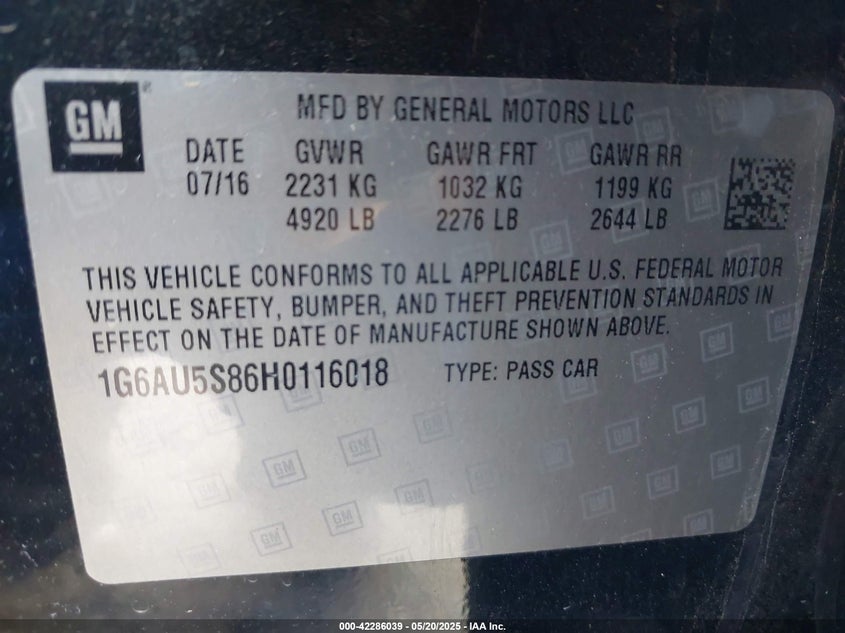 GM
MFD BY GENERAL MOTORS LLC
DATE GVWR GAWR FRT GAWR RR
07/16 2231 KG 1032 KG 1199 KG
4920 LB 2276 LB 2644 LB
THIS VEHICLE CONFORMS TO ALL APPLICABLE U.S. FEDERAL MOTOR
VEHICLE SAFETY, BUMPER, AND THEFT PREVENTION STANDARDS IN
EFFECT ON THE DATE OF MANUFACTURE SHOWN ABOVE.
1G6AU5S86H0116018 TYPE: PASS CAR
000-42286039 — 05/20/2025 — IAA Inc.